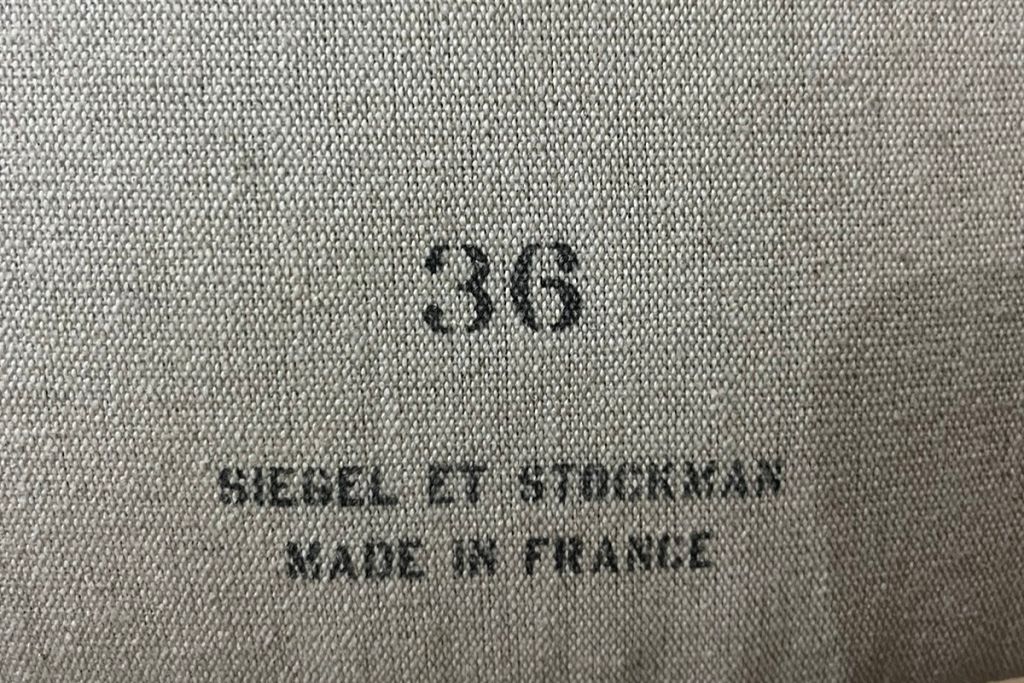 36
SIEGEL ET STOCKMAN
MADE IN FRANCE